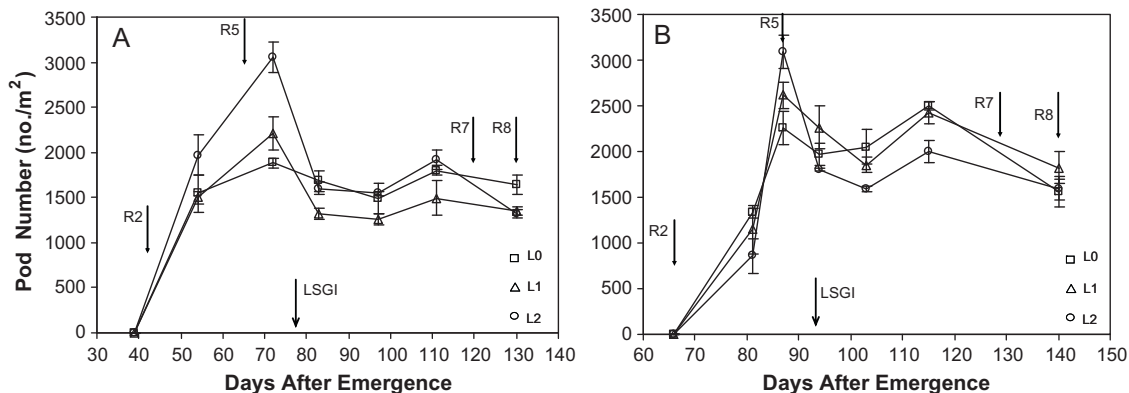 Pod Number (no./m²)
3500
3000
2500
2000
1500
1000
500
0
A
R2
R5
R7
R8
LSGI
L0
L1
L2
30 40 50 60 70 80 90 100 110 120 130 140
Days After Emergence
3500
3000
2500
2000
1500
1000
500
0
B
R2
R5
R7
R8
LSGI
L0
L1
L2
60 70 80 90 100 110 120 130 140 150
Days After Emergence